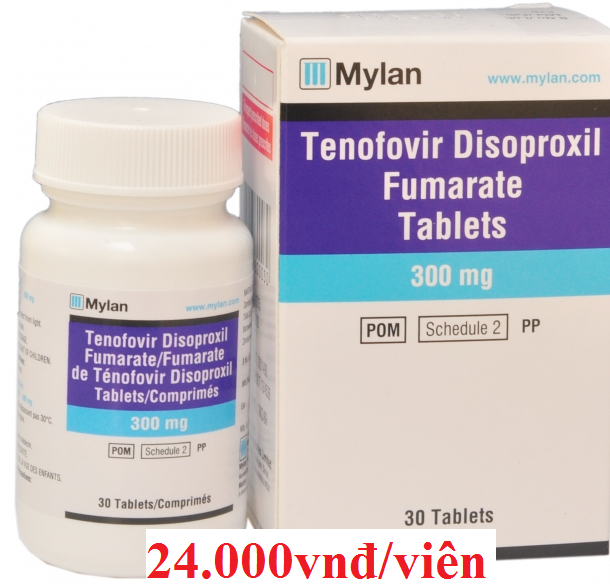 Mylan
www.mylan.com
Tenofovir Disoproxil
Fumarate
Tablets
300 mg
POM Schedule 2 PP
30 Tablets
Mylan
www.mylan.com
Tenofovir Disoproxil
Fumarate/Fumarate
de Ténofovir Disoproxil
Tablets/Comprimés
300 mg
POM Schedule 2 PP
30 Tablets/Comprimés
24.000vnđ/viên